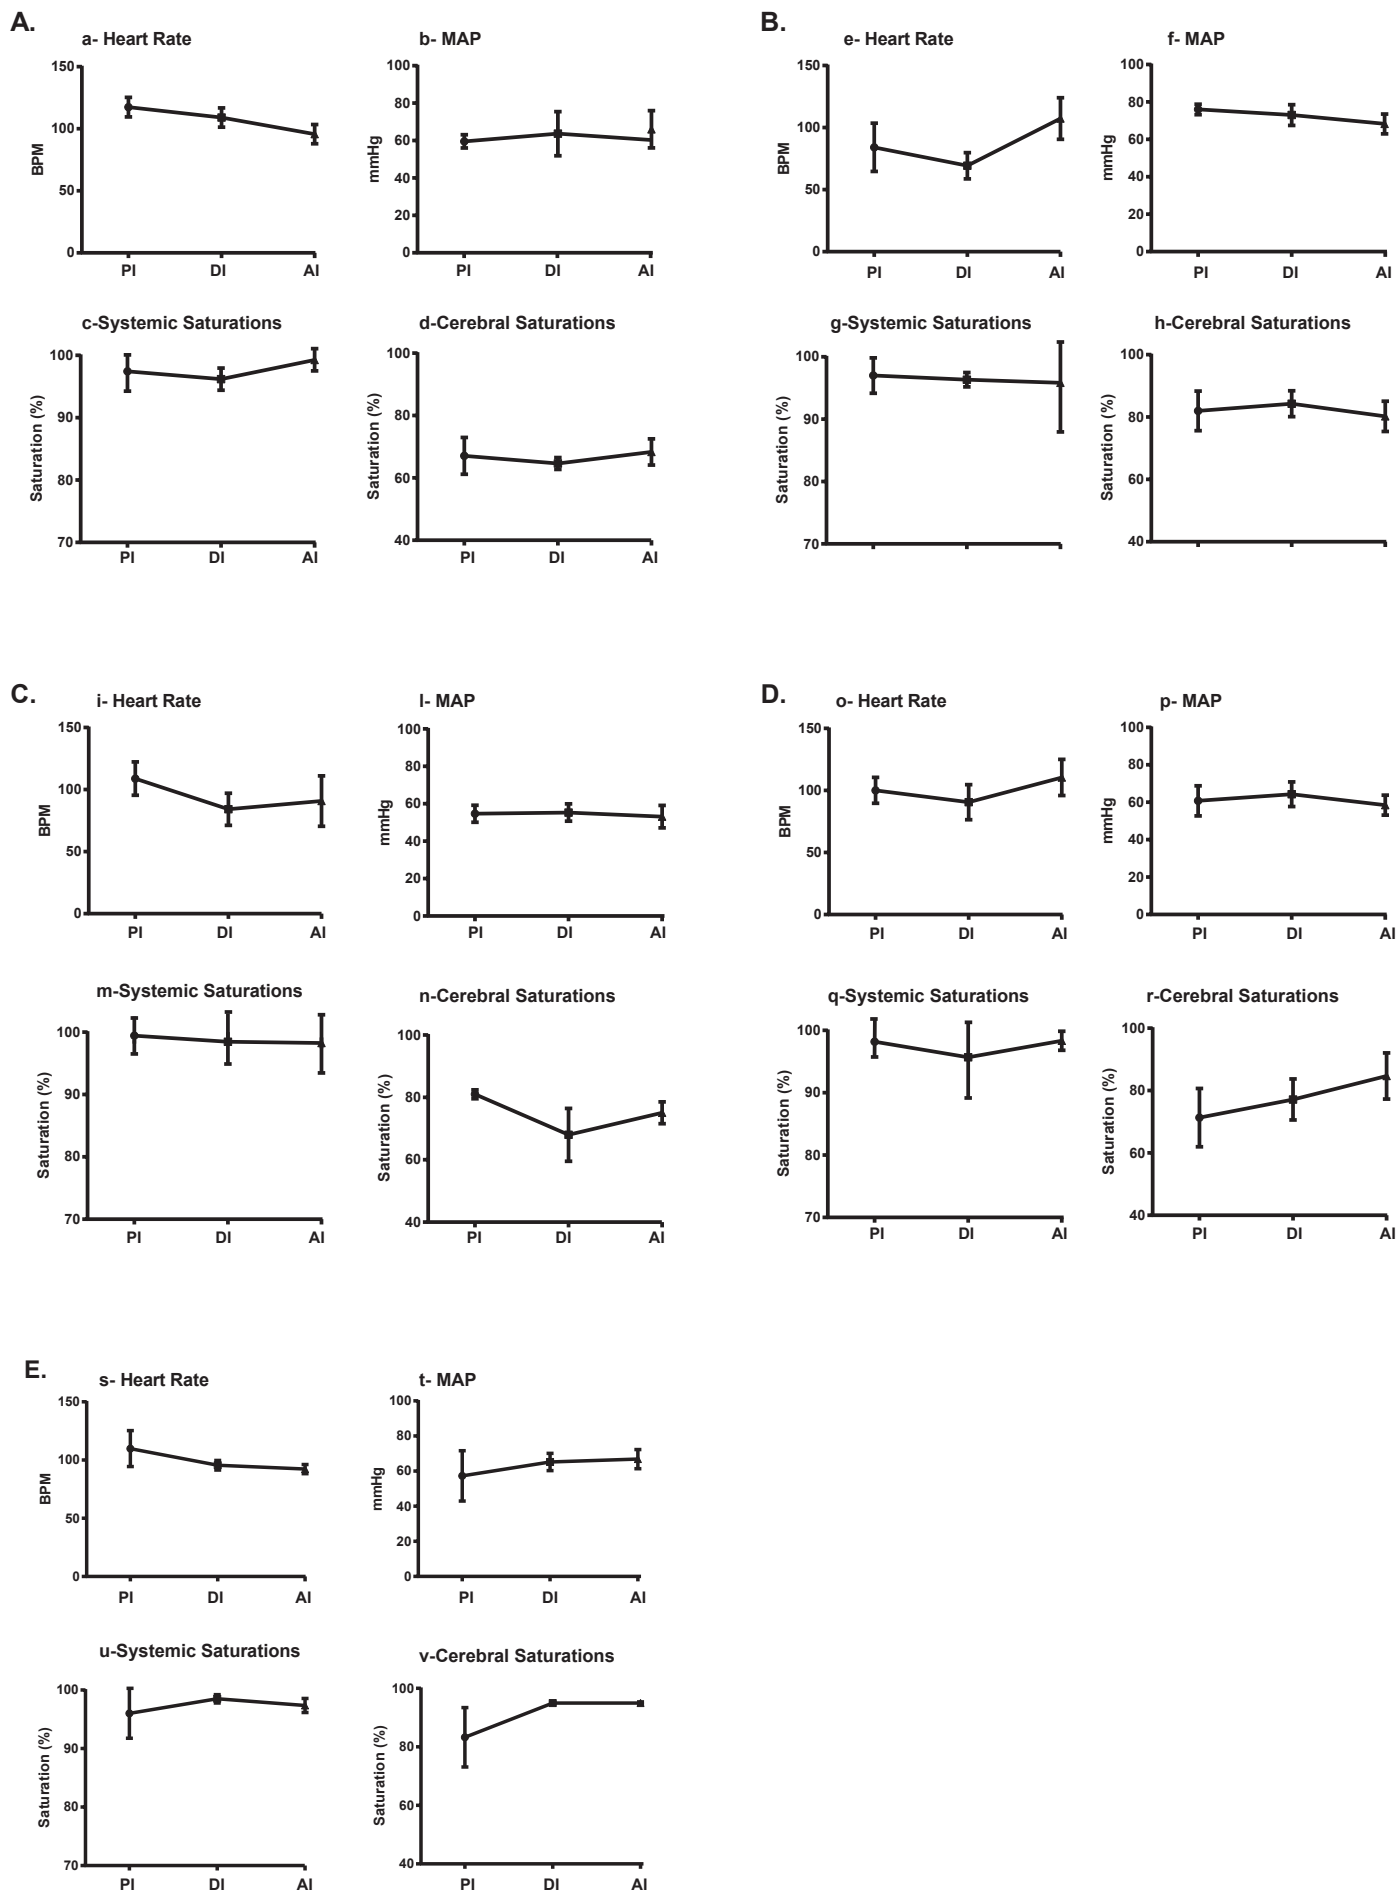 A.
a- Heart Rate
BPM
150
100
50
0
PI DI AI
b- MAP
mmHg
100
80
60
40
20
0
PI DI AI
c-Systemic Saturations
Saturation (%)
100
90
80
70
PI DI AI
d-Cerebral Saturations
Saturation (%)
100
80
60
40
PI DI AI
B.
e- Heart Rate
BPM
150
100
50
0
PI DI AI
f- MAP
mmHg
100
80
60
40
20
0
PI DI AI
g-Systemic Saturations
Saturation (%)
100
90
80
70
h-Cerebral Saturations
Saturation (%)
100
80
60
40
C.
i- Heart Rate
BPM
150
100
50
0
PI DI AI
l- MAP
mmHg
100
80
60
40
20
0
PI DI AI
m-Systemic Saturations
Saturation (%)
100
90
80
70
PI DI AI
n-Cerebral Saturations
Saturation (%)
100
80
60
40
PI DI AI
D.
o- Heart Rate
BPM
150
100
50
0
PI DI AI
p- MAP
mmHg
100
80
60
40
20
0
PI DI AI
q-Systemic Saturations
Saturation (%)
100
90
80
70
PI DI AI
r-Cerebral Saturations
Saturation (%)
100
80
60
40
PI DI AI
E.
s- Heart Rate
BPM
150
100
50
0
PI DI AI
t- MAP
mmHg
100
80
60
40
20
0
PI DI AI
u-Systemic Saturations
Saturation (%)
100
90
80
70
PI DI AI
v-Cerebral Saturations
Saturation (%)
100
80
60
40
PI DI AI